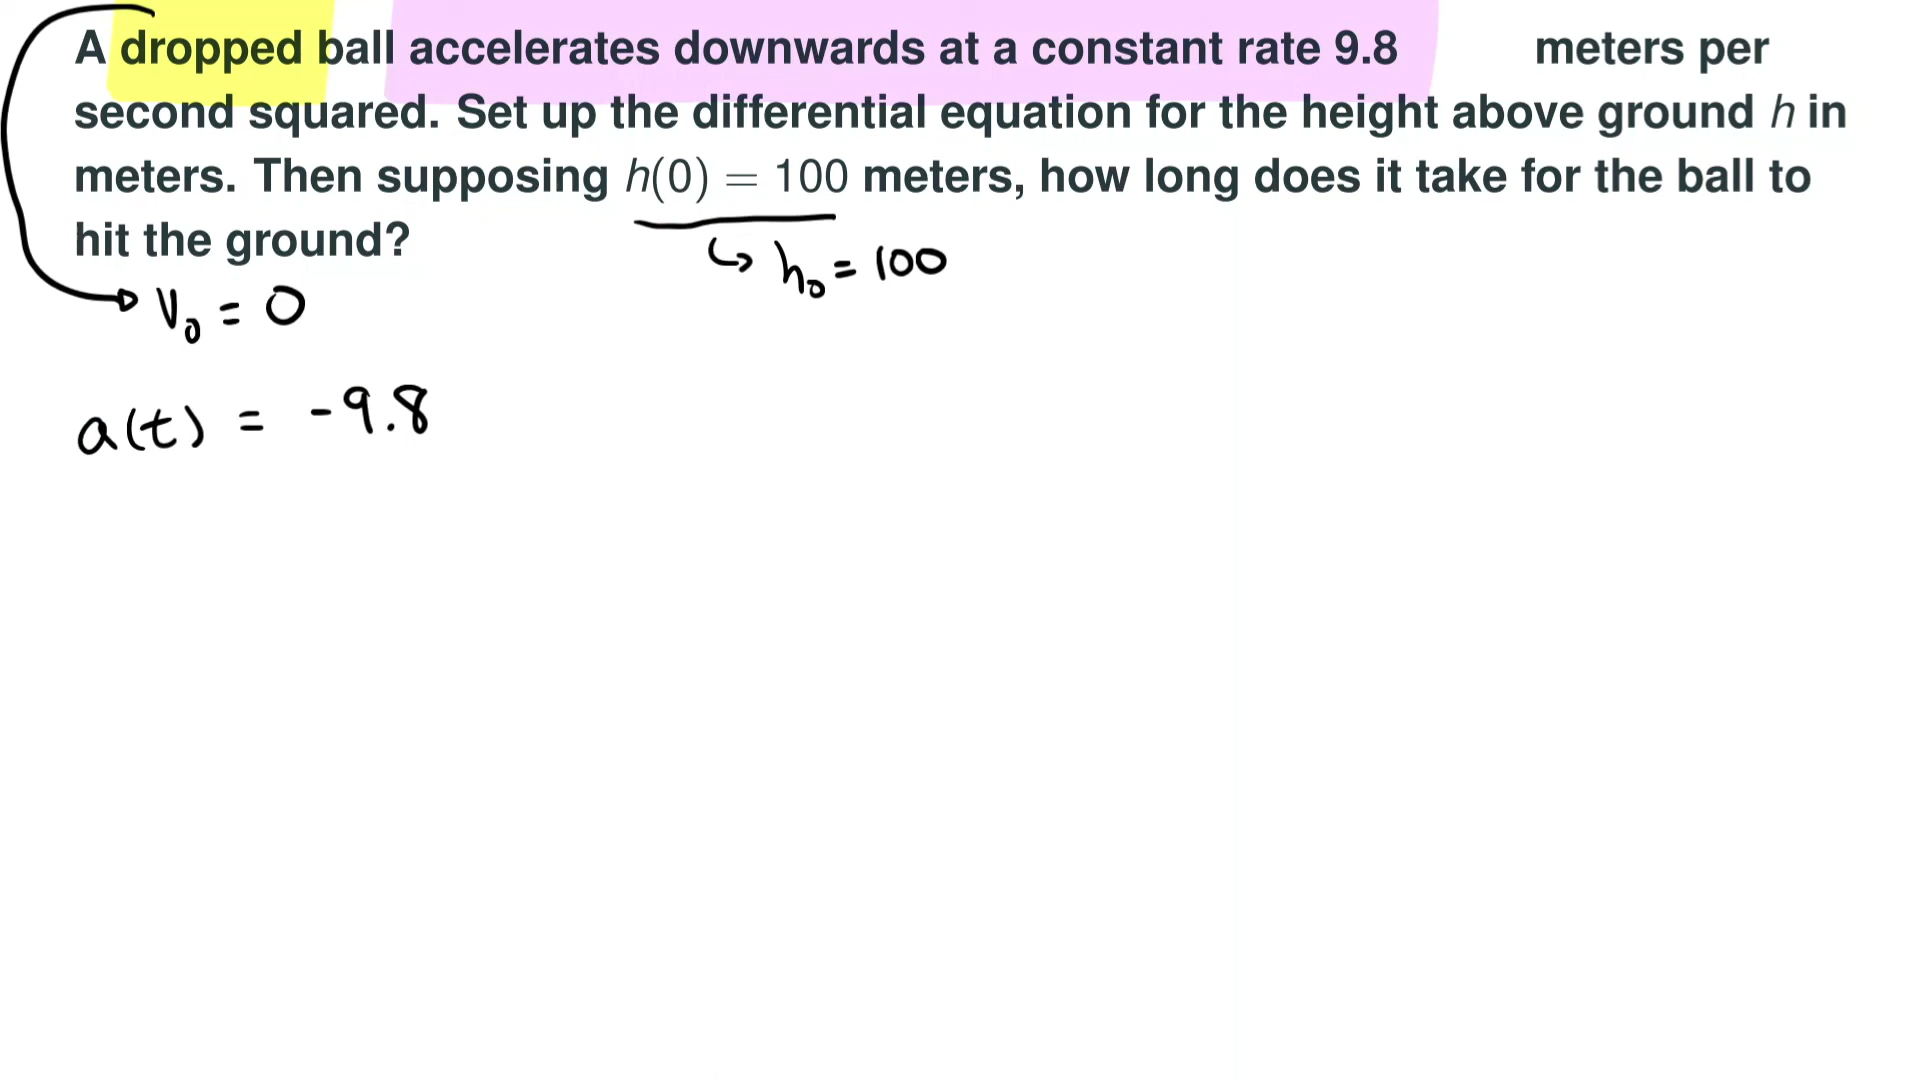 A dropped ball accelerates downwards at a constant rate 9.8 meters per
second squared. Set up the differential equation for the height above ground h in
meters. Then supposing h(0) = 100 meters, how long does it take for the ball to
hit the ground?
h₀ = 100
v₀ = 0
a(t) = -9.8